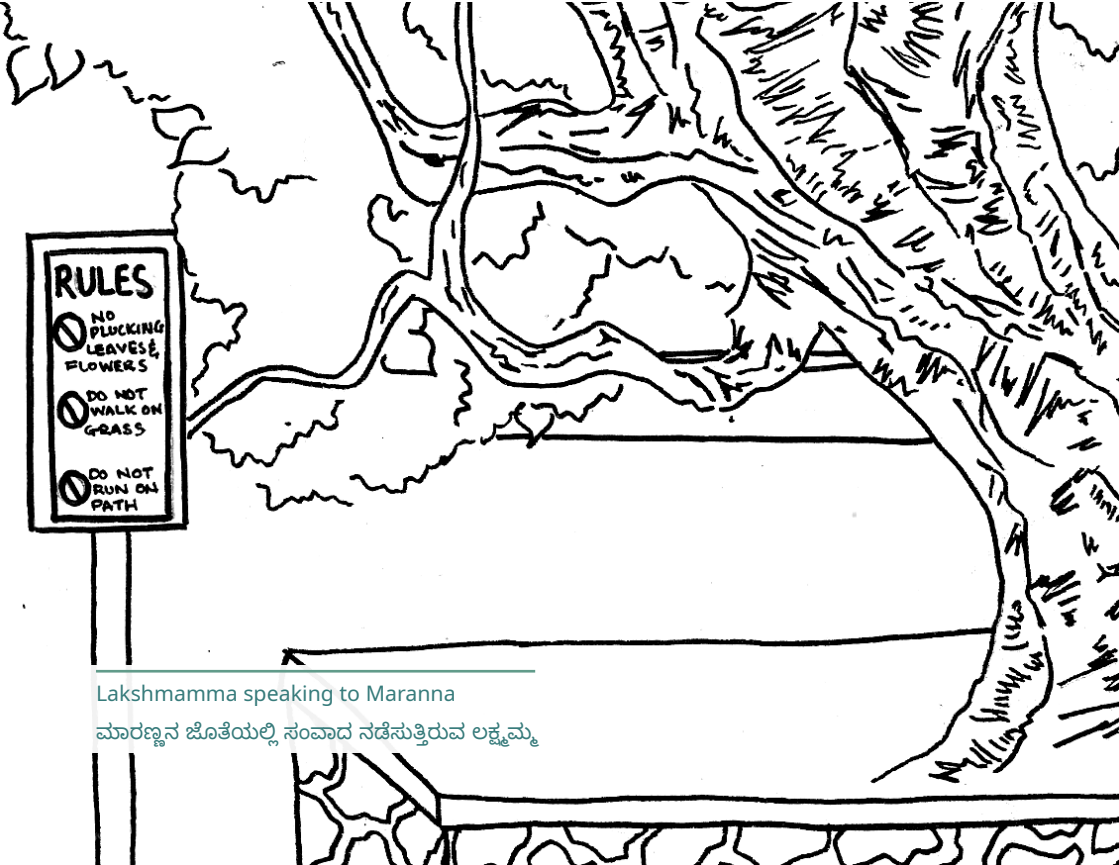 RULES
NO
PLUCKING
LEAVES &
FLOWERS
DO NOT
WALK ON
GRASS
DO NOT
RUN ON
PATH
Lakshmamma speaking to Maranna
ಮಾರಣ್ಣನ ಜೊತೆಯಲ್ಲಿ ಸಂವಾದ ನಡೆಸುತ್ತಿರುವ ಲಕ್ಷ್ಮಮ್ಮ